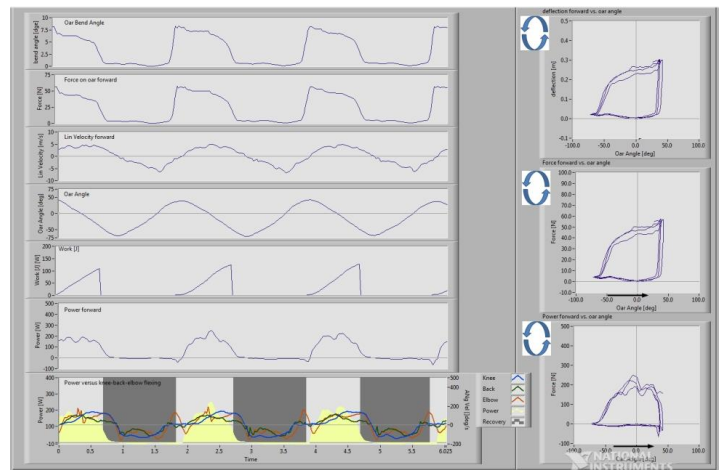 Oar Bend Angle
bend angle [dge]
10-
7.5-
5-
2.5-
0-
Force on oar forward
Force [N]
75-
50-
25-
0-
Lin Velocity forward
Lin Velocity forward [m/s]
10-
5-
0-
-5-
-10-
Oar Angle
Oar Angle [deg]
75-
50-
0-
-50-
-75-
Work [J]
Work [J] [W]
200-
150-
100-
50-
0-
Power forward
Power [W]
500-
400-
300-
200-
100-
0-
-100-
Power versus knee-back-elbow flexing
Power [W]
400-
300-
200-
100-
-500
-400
-200
-100
-0
-200
0 0.5 1 1.5 2 2.5 3 3.5 4 4.5 5 5.5 6.025
Time
Knee
Back
Elbow
Power
Recovery
deflection forward vs. oar angle
deflection [m]
0.5-
0.4-
0.3-
0.2-
0.1-
0.0-
-0.1-
-100.0 -50.0 0.0 50.0 100.0
Oar Angle [deg]
Force forward vs. oar angle
Force [N]
100.0-
90.0-
80.0-
70.0-
60.0-
50.0-
40.0-
30.0-
20.0-
10.0-
0.0-
-10.0-
-100.0 -50.0 0.0 50.0 100.0
Oar Angle [deg]
Power forward vs. oar angle
Force [N]
500-
400-
300-
200-
100-
0-
-100-
-100.0 -50.0 0.0 50.0 100.0
Oar Angle [deg]
NATIONAL
INSTRUMENTS